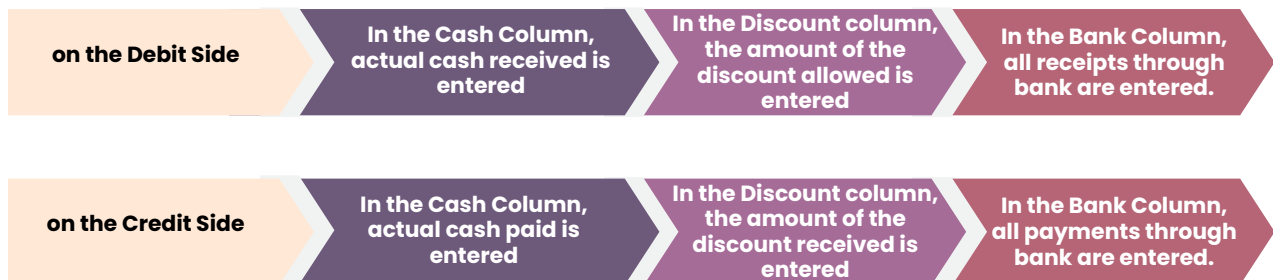 on the Debit Side
In the Cash Column,
actual cash received is
entered
In the Discount column,
the amount of the
discount allowed is
entered
In the Bank Column,
all receipts through
bank are entered.
on the Credit Side
In the Cash Column,
actual cash paid is
entered
In the Discount column,
the amount of the
discount received is
entered
In the Bank Column,
all payments through
bank are entered.